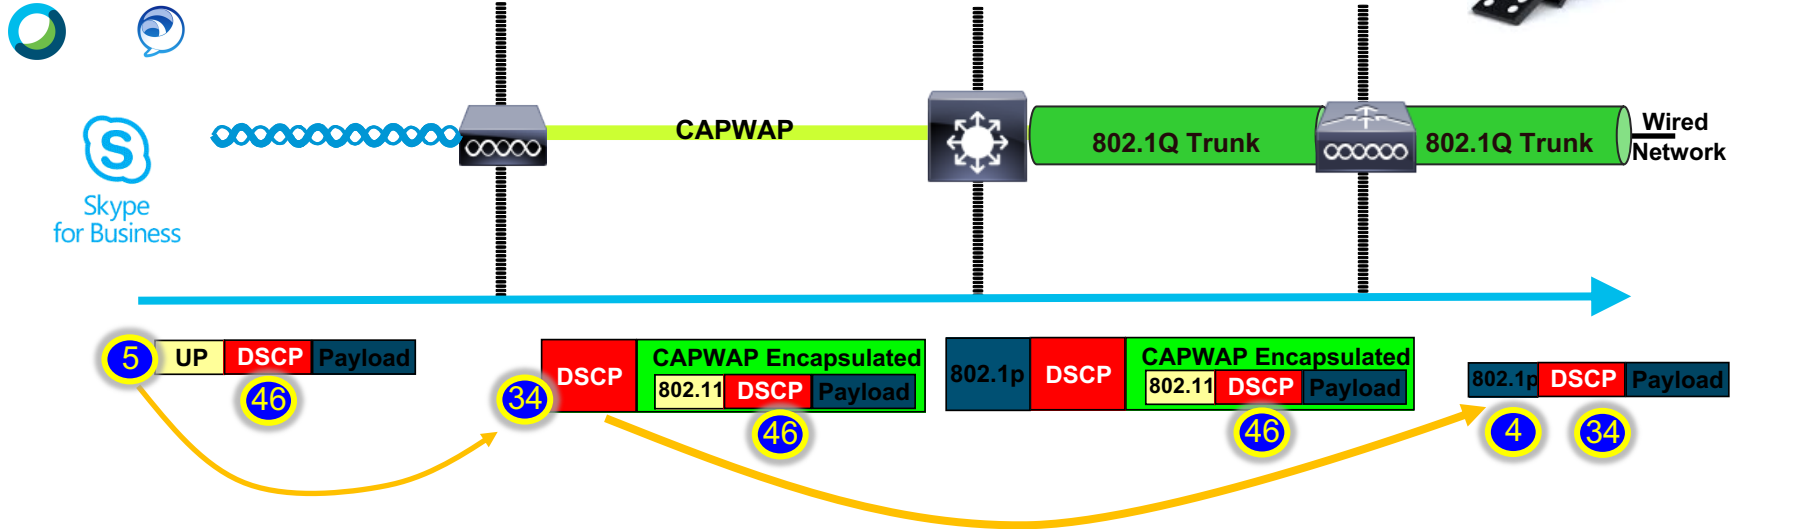 S
Skype
for Business
CAPWAP
802.1Q Trunk
802.1Q Trunk
Wired
Network
5
UP
DSCP
Payload
46
34
DSCP
CAPWAP Encapsulated
802.11
DSCP
Payload
46
802.1p
DSCP
CAPWAP Encapsulated
802.11
DSCP
Payload
46
802.1p
DSCP
Payload
4
34